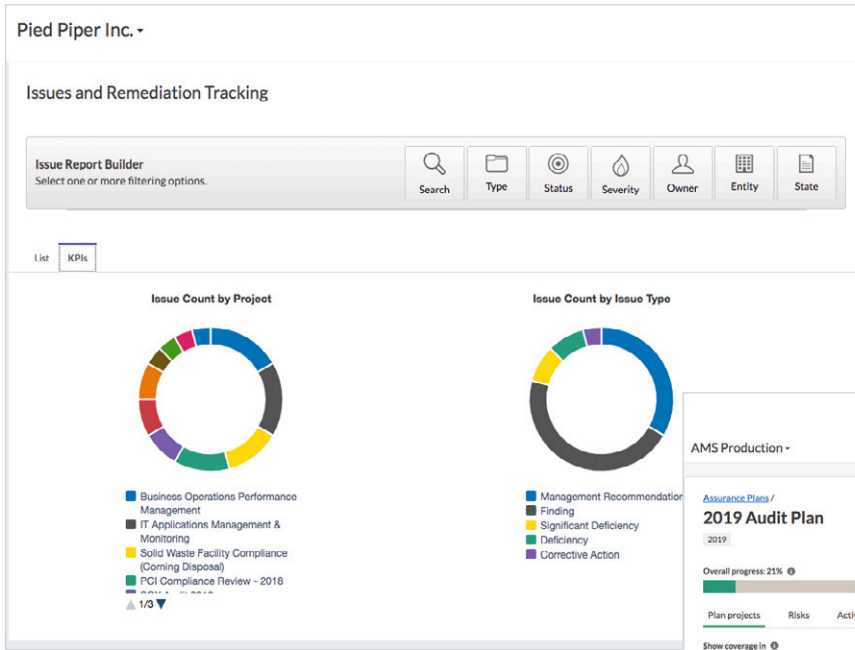 Pied Piper Inc.
Issues and Remediation Tracking
Issue Report Builder
Select one or more filtering options.
Search
Type
Status
Severity
Owner
Entity
State
List
KPIs
Issue Count by Project
Business Operations Performance
Management
IT Applications Management &
Monitoring
Solid Waste Facility Compliance
(Corning Disposal)
PCI Compliance Review - 2018
1/3
Issue Count by Issue Type
Management Recommendation
Finding
Significant Deficiency
Deficiency
Corrective Action
AMS Production
Assurance Plans /
2019 Audit Plan
2019
Overall progress: 21%
Plan projects
Risks
Show coverage in